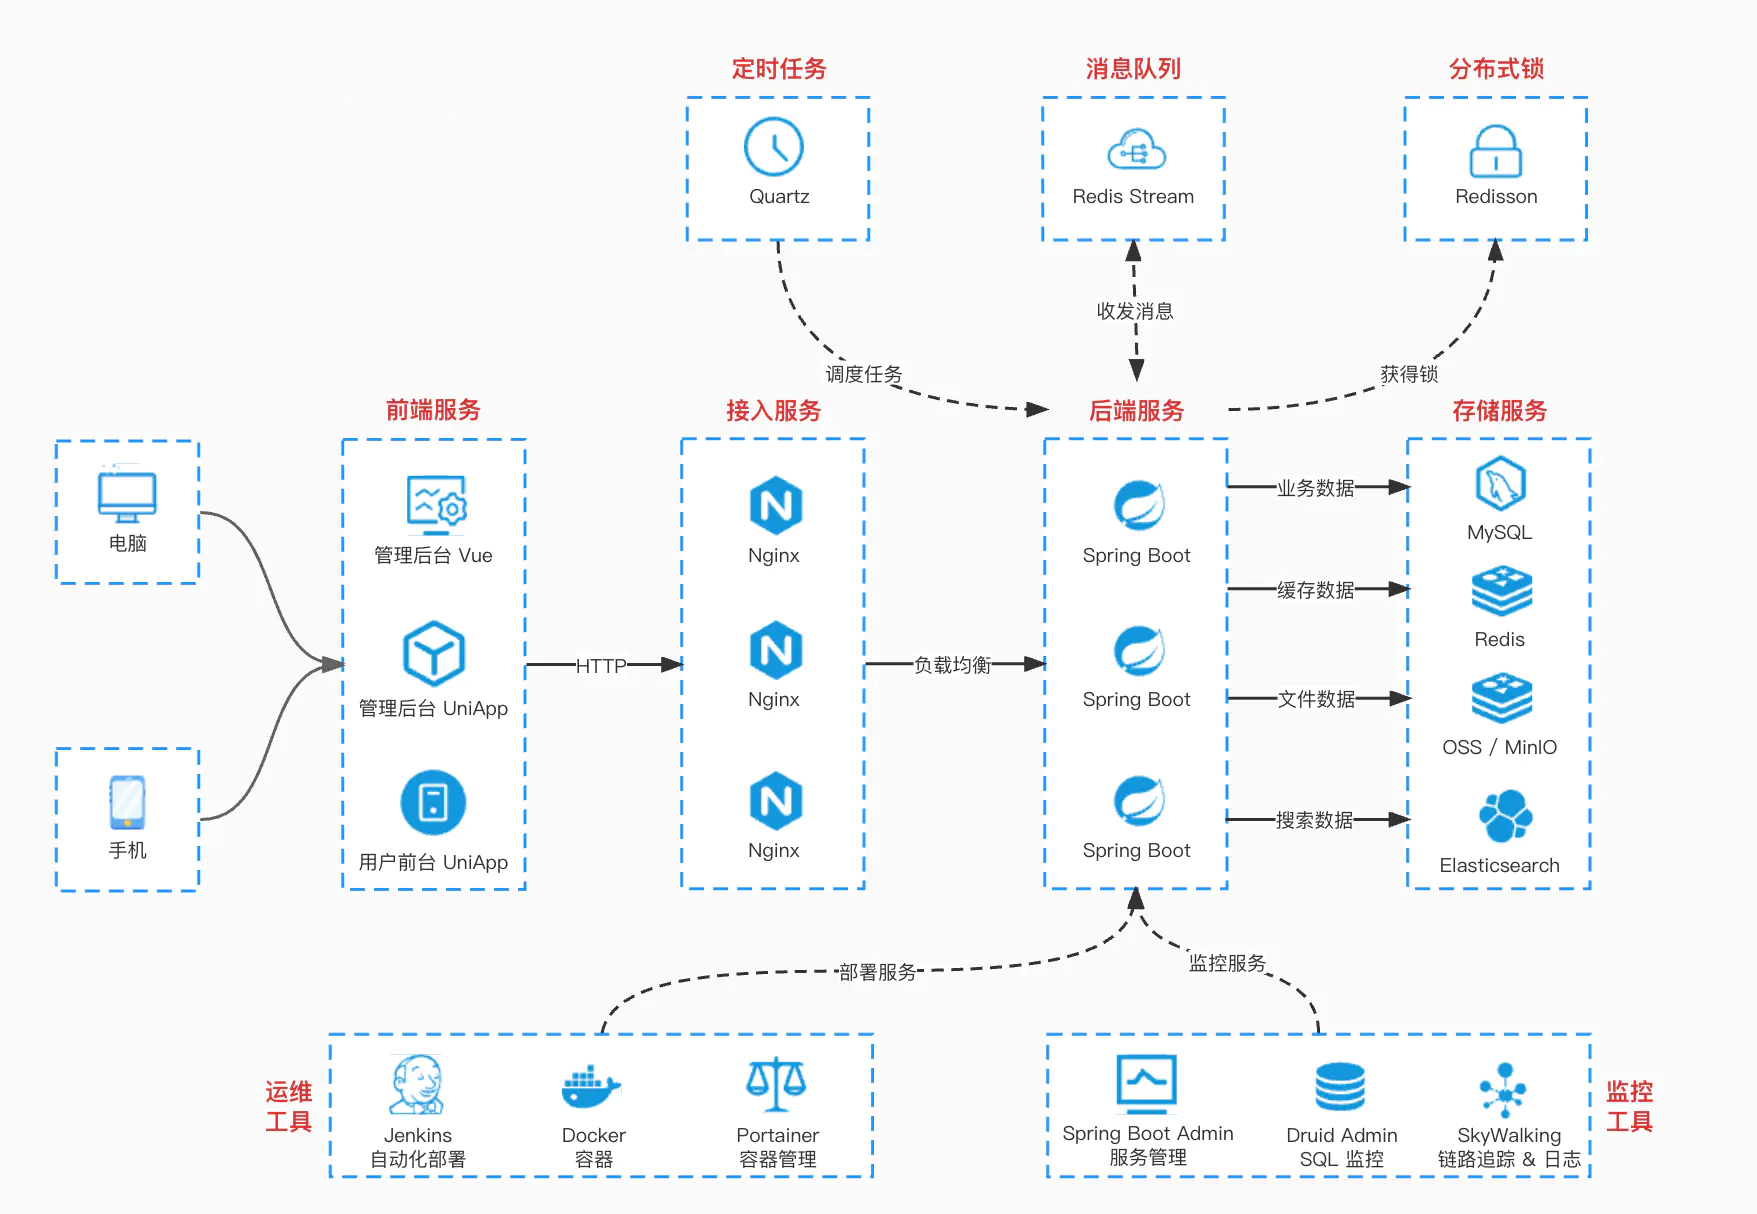 定时任务
消息队列
分布式锁
Quartz
Redis Stream
Redisson
收发消息
调度任务
获得锁
前端服务
接入服务
后端服务
存储服务
电脑
管理后台 Vue
Nginx
Spring Boot
业务数据
MySQL
缓存数据
Redis
HTTP
负载均衡
管理后台 UniApp
Nginx
Spring Boot
文件数据
OSS / MinIO
手机
用户前台 UniApp
Nginx
Spring Boot
搜索数据
Elasticsearch
部署服务
监控服务
运维
工具
Jenkins
自动化部署
Docker
容器
Portainer
容器管理
Spring Boot Admin
服务管理
Druid Admin
SQL 监控
SkyWalking
链路追踪 & 日志
监控
工具